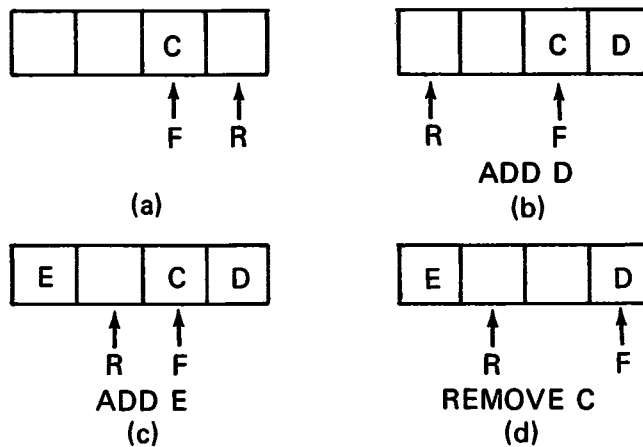 C
F R
(a)
C D
R F
ADD D
(b)
E C D
R F
ADD E
(c)
E D
R F
REMOVE C
(d)